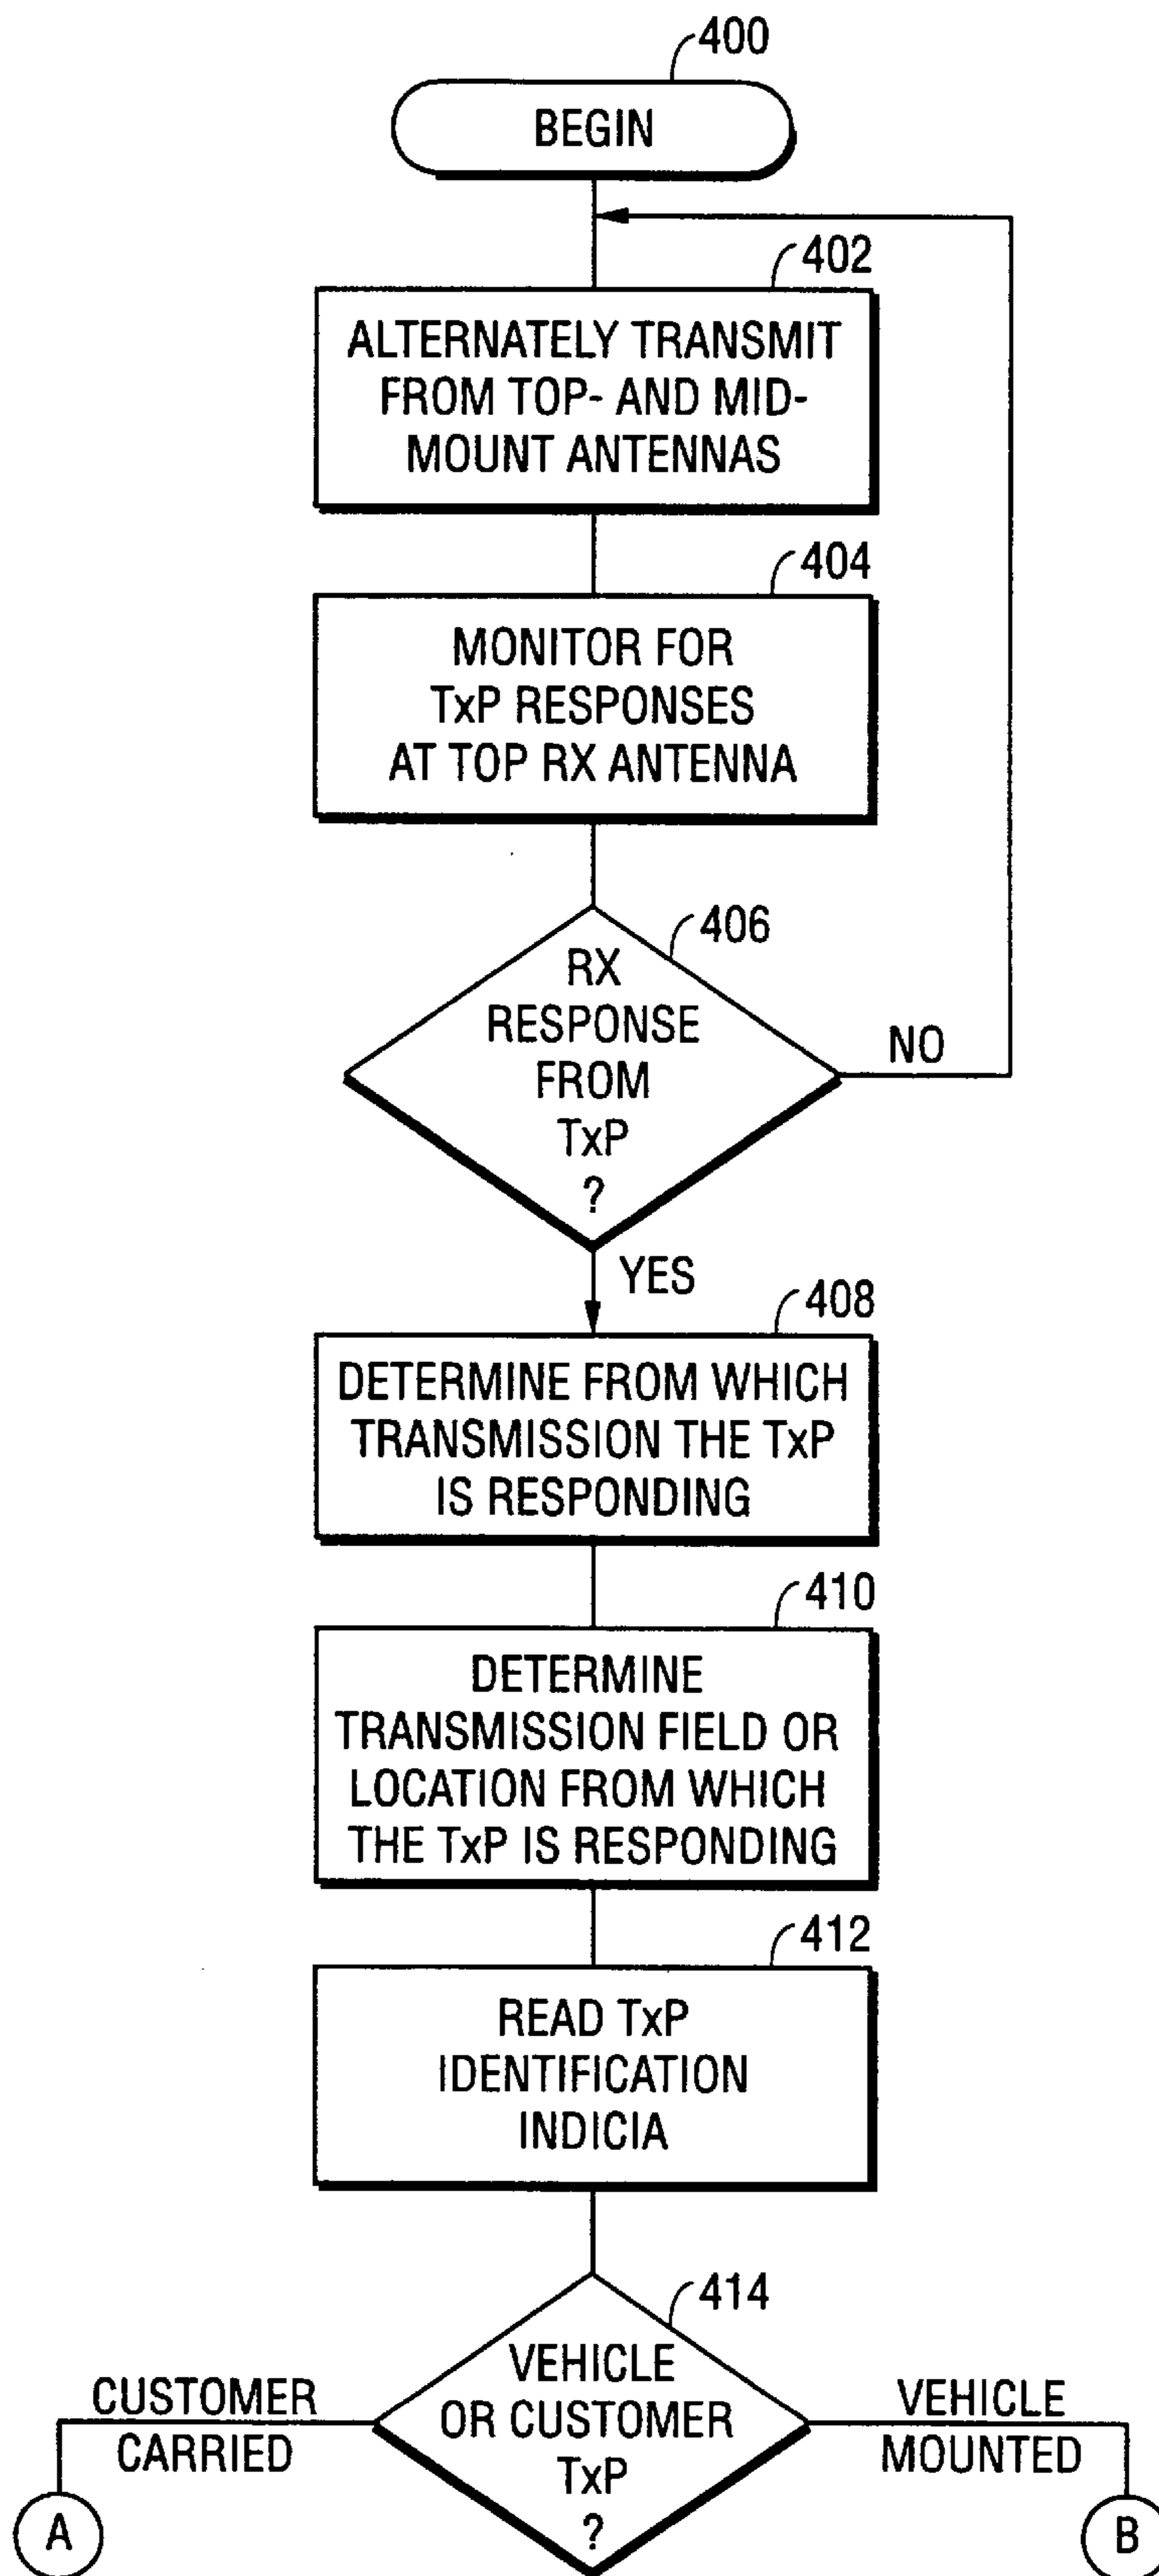 400
BEGIN
402
ALTERNATELY TRANSMIT
FROM TOP- AND MID-
MOUNT ANTENNAS
404
MONITOR FOR
TxP RESPONSES
AT TOP RX ANTENNA
406
RX
RESPONSE
FROM
TxP
?
NO
YES
408
DETERMINE FROM WHICH
TRANSMISSION THE TxP
IS RESPONDING
410
DETERMINE
TRANSMISSION FIELD OR
LOCATION FROM WHICH
THE TxP IS RESPONDING
412
READ TxP
IDENTIFICATION
INDICIA
414
VEHICLE
OR CUSTOMER
TxP
?
CUSTOMER
CARRIED
VEHICLE
MOUNTED
A
B